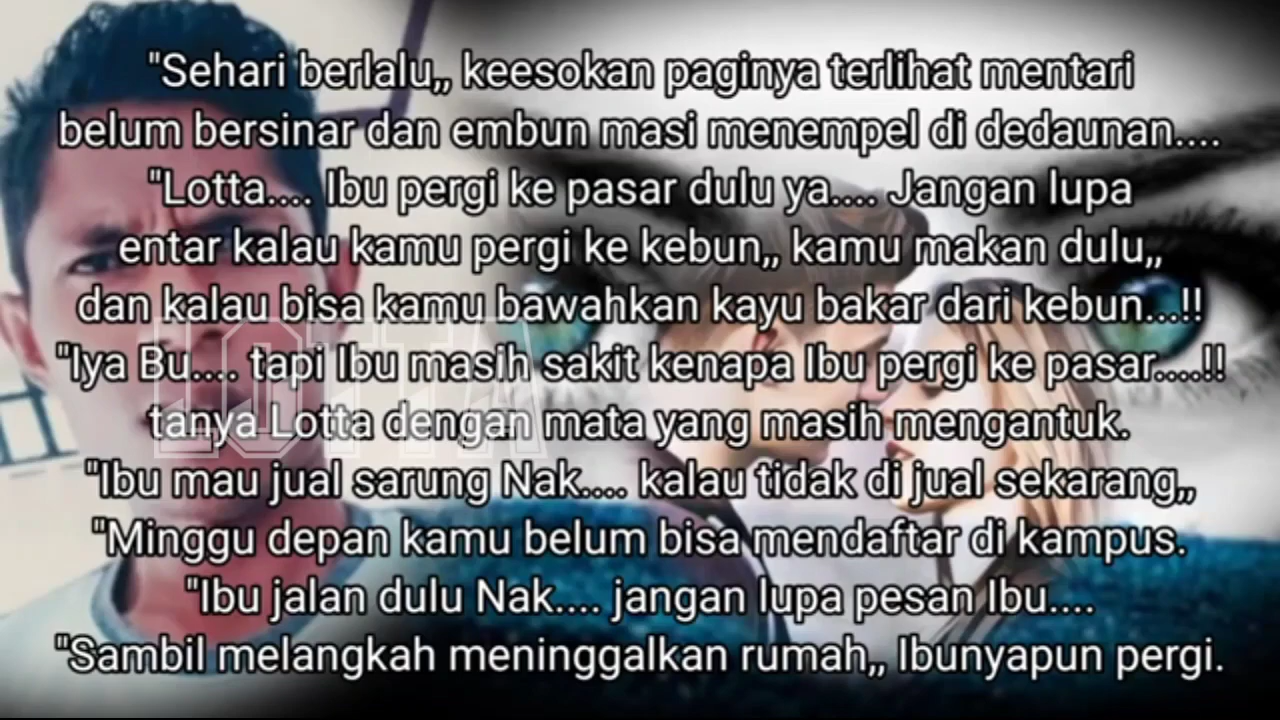 "Sehari berlalu,, keesokan paginya terlihat mentari
belum bersinar dan embun masi menempel di dedaunan....
"Lotta.... Ibu pergi ke pasar dulu ya.... Jangan lupa
entar kalau kamu pergi ke kebun,, kamu makan dulu,,
dan kalau bisa kamu bawahkan kayu bakar dari kebun...!!
"Iya Bu.... tapi Ibu masih sakit kenapa Ibu pergi ke pasar....!!
tanya Lotta dengan mata yang masih mengantuk.
"Ibu mau jual sarung Nak.... kalau tidak di jual sekarang,,
"Minggu depan kamu belum bisa mendaftar di kampus.
"Ibu jalan dulu Nak.... jangan lupa pesan Ibu....
"Sambil melangkah meninggalkan rumah,, Ibunyapun pergi.
LOTTA